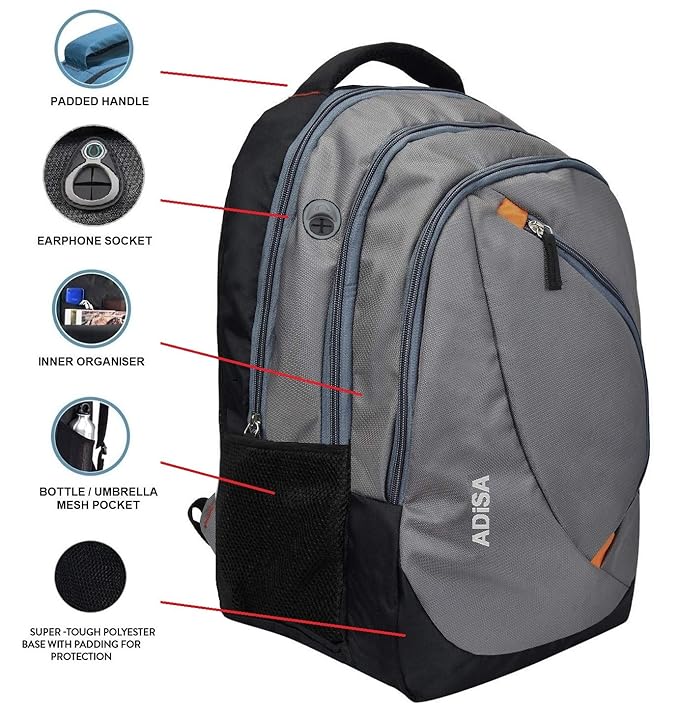 PADDED HANDLE
EARPHONE SOCKET
INNER ORGANISER
BOTTLE / UMBRELLA
MESH POCKET
SUPER -TOUGH POLYESTER
BASE WITH PADDING FOR
PROTECTION
ADiSA